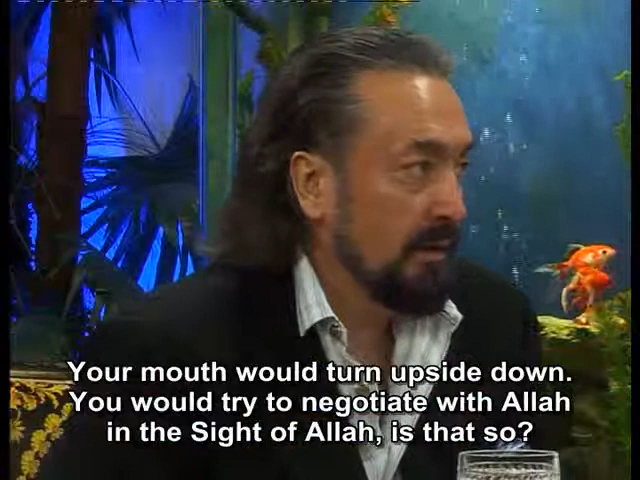 Your mouth would turn upside down.
You would try to negotiate with Allah
in the Sight of Allah, is that so?